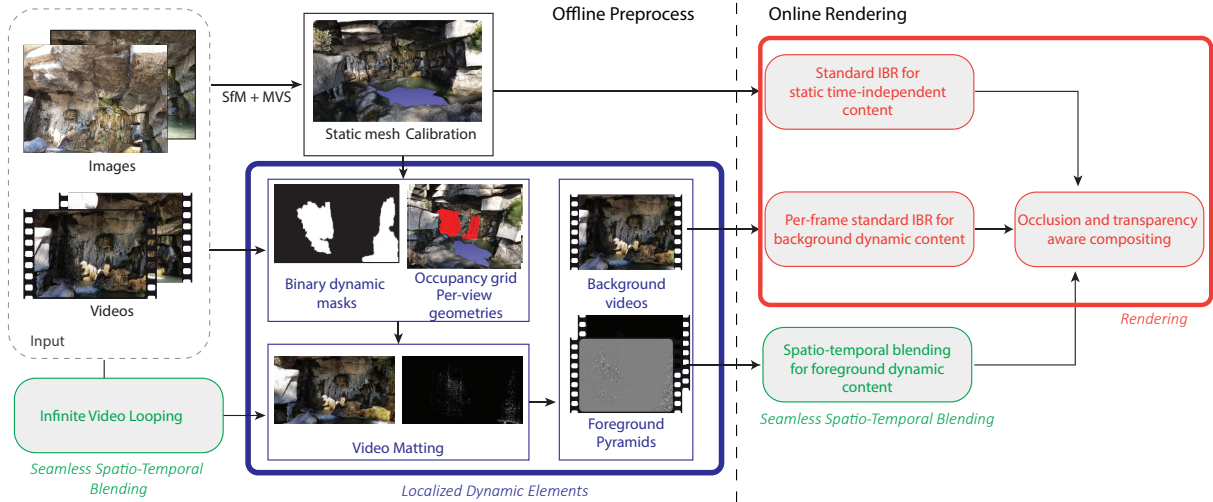 Offline Preprocess
Online Rendering
Images
Videos
Input
SfM + MVS
Static mesh Calibration
Binary dynamic
masks
Occupancy grid
Per-view
geometries
Background
videos
Infinite Video Looping
Seamless Spatio-Temporal
Blending
Video Matting
Foreground
Pyramids
Localized Dynamic Elements
Standard IBR for
static time-independent
content
Per-frame standard IBR for
background dynamic content
Occlusion and transparency
aware compositing
Rendering
Spatio-temporal blending
for foreground dynamic
content
Seamless Spatio-Temporal Blending